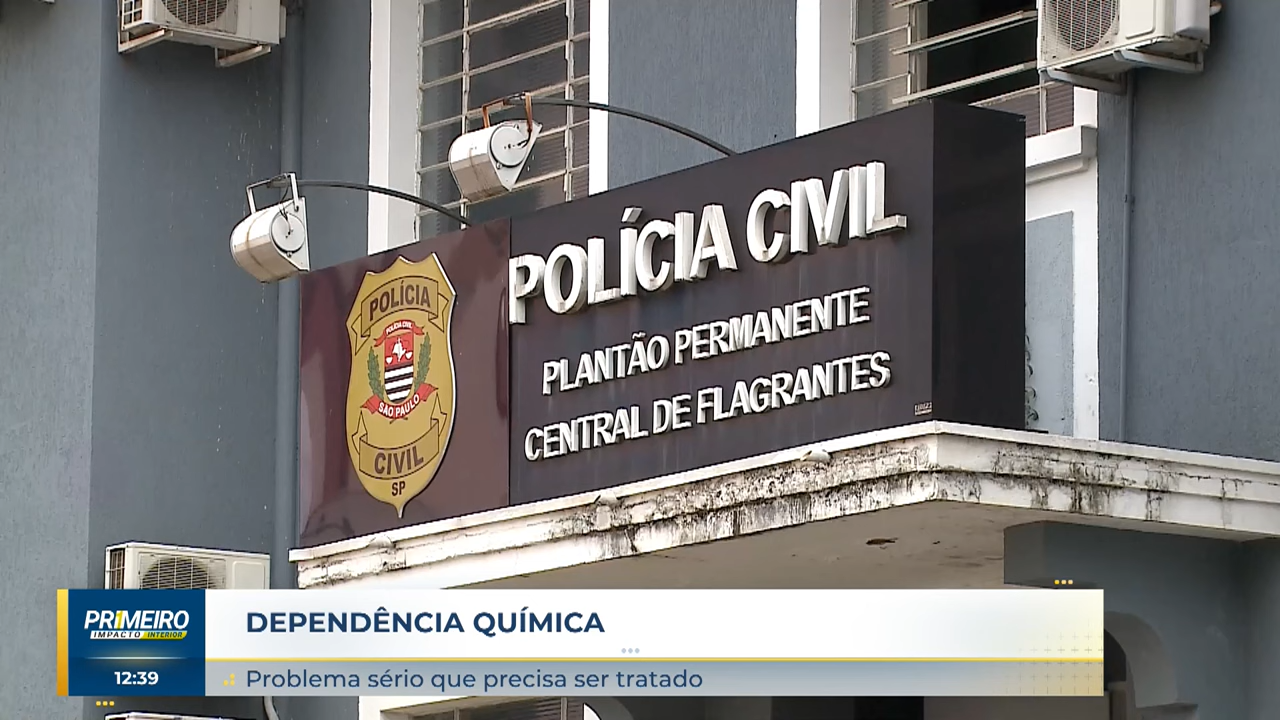 POLÍCIA CIVIL
PLANTÃO PERMANENTE
CENTRAL DE FLAGRANTES
POLÍCIA
POLÍCIA CIVIL
SÃO PAULO
CIVIL
SP
PRIMEIRO
IMPACTO INTERIOR
12:39
DEPENDÊNCIA QUÍMICA
Problema sério que precisa ser tratado